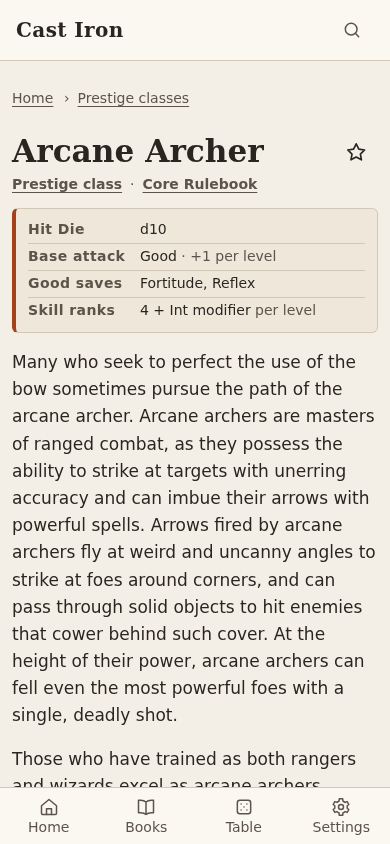 Cast Iron
Home › Prestige classes
Arcane Archer
Prestige class · Core Rulebook
Hit Die d10
Base attack Good · +1 per level
Good saves Fortitude, Reflex
Skill ranks 4 + Int modifier per level
Many who seek to perfect the use of the
bow sometimes pursue the path of the
arcane archer. Arcane archers are masters
of ranged combat, as they possess the
ability to strike at targets with unerring
accuracy and can imbue their arrows with
powerful spells. Arrows fired by arcane
archers fly at weird and uncanny angles to
strike at foes around corners, and can
pass through solid objects to hit enemies
that cower behind such cover. At the
height of their power, arcane archers can
fell even the most powerful foes with a
single, deadly shot.
Those who have trained as both rangers
and wizards excel as arcane archers
Home Books Table Settings